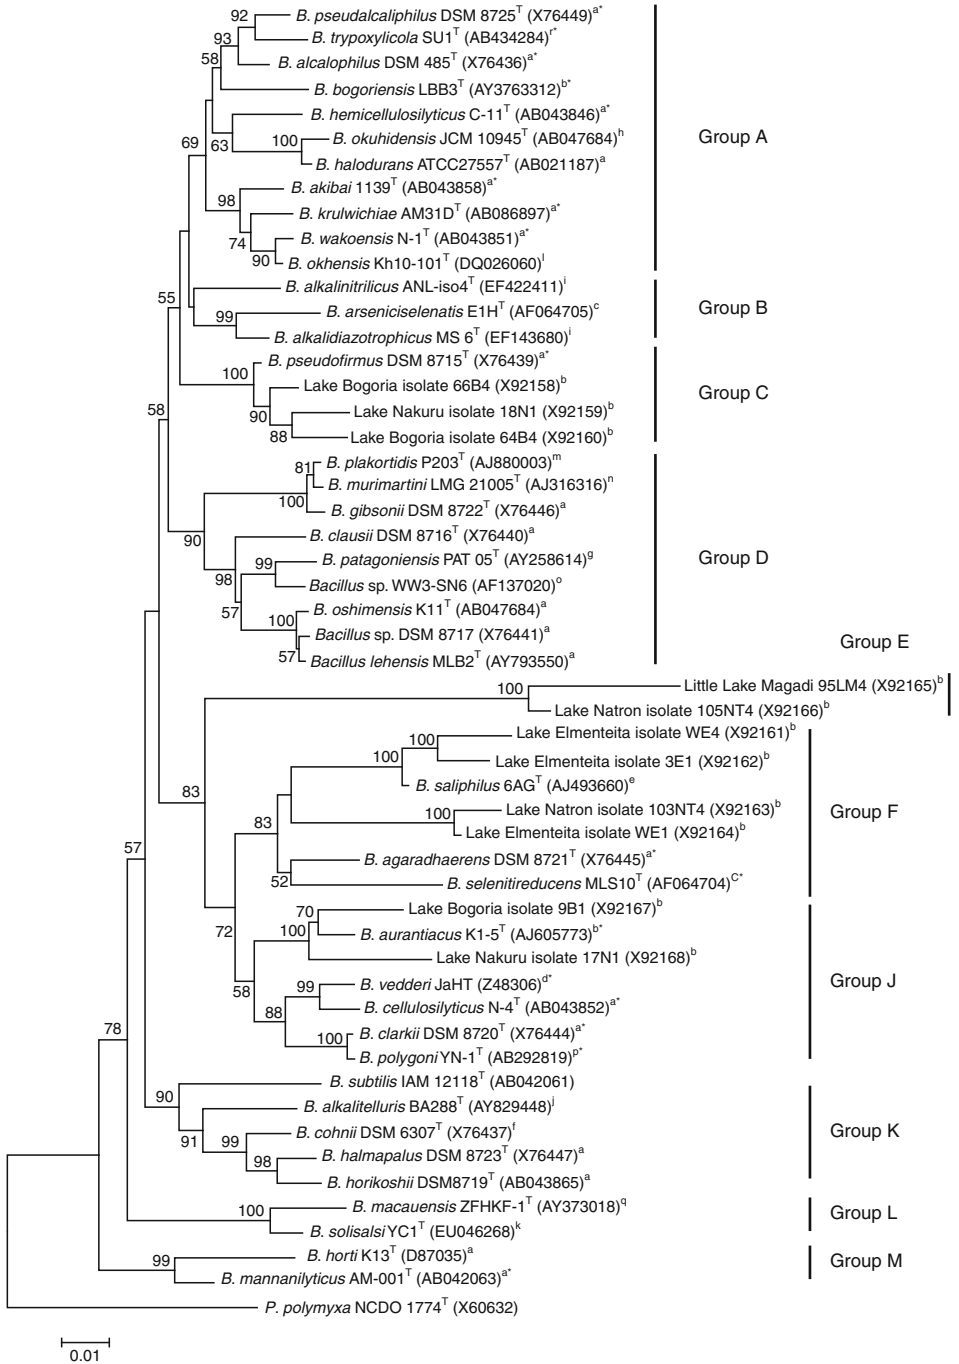 92
B. pseudalcaliphilus DSM 8725T (X76449)a*
93
B. trypoxylicola SU1T (AB434284)r*
58
B. alcalophilus DSM 485T (X76436)a*
B. bogoriensis LBB3T (AY3763312)b*
B. hemicellulosilyticus C-11T (AB043846)a*
69
63
100
B. okuhidensis JCM 10945T (AB047684)h
Group A
B. halodurans ATCC27557T (AB021187)a
B. akibai 1139T (AB043858)a*
98
B. krulwichiae AM31DT (AB086897)a*
74
B. wakoensis N-1T (AB043851)a*
90
B. okhensis Kh10-101T (DQ026060)l
B. alkalinitrilicus ANL-iso4T (EF422411)i
55
99
B. arseniciselenatis E1HT (AF064705)c
Group B
B. alkalidiazotrophicus MS 6T (EF143680)i
B. pseudofirmus DSM 8715T (X76439)a*
100
Lake Bogoria isolate 66B4 (X92158)b
Group C
58
90
Lake Nakuru isolate 18N1 (X92159)b
88
Lake Bogoria isolate 64B4 (X92160)b
81
B. plakortidis P203T (AJ880003)m
B. murimartini LMG 21005T (AJ316316)n
100
B. gibsonii DSM 8722T (X76446)a
90
B. clausii DSM 8716T (X76440)a
99
B. patagoniensis PAT 05T (AY258614)g
Group D
98
Bacillus sp. WW3-SN6 (AF137020)o
57
B. oshimensis K11T (AB047684)a
100
Bacillus sp. DSM 8717 (X76441)a
Group E
57
Bacillus lehensis MLB2T (AY793550)a
100
Little Lake Magadi 95LM4 (X92165)b
Lake Natron isolate 105NT4 (X92166)b
100
Lake Elmenteita isolate WE4 (X92161)b
100
Lake Elmenteita isolate 3E1 (X92162)b
B. saliphilus 6AGT (AJ493660)e
83
100
Lake Natron isolate 103NT4 (X92163)b
Group F
83
Lake Elmenteita isolate WE1 (X92164)b
57
B. agaradhaerens DSM 8721T (X76445)a*
52
B. selenitireducens MLS10T (AF064704)C*
70
Lake Bogoria isolate 9B1 (X92167)b
72
100
B. aurantiacus K1-5T (AJ605773)b*
Lake Nakuru isolate 17N1 (X92168)b
58
99
B. vedderi JaHT (Z48306)d*
Group J
88
B. cellulosilyticus N-4T (AB043852)a*
78
100
B. clarkii DSM 8720T (X76444)a*
B. polygoni YN-1T (AB292819)p*
90
B. subtilis IAM 12118T (AB042061)
B. alkalitelluris BA288T (AY829448)j
91
99
B. cohnii DSM 6307T (X76437)f
Group K
98
B. halmapalus DSM 8723T (X76447)a
B. horikoshii DSM8719T (AB043865)a
100
B. macauensis ZFHKF-1T (AY373018)q
Group L
B. solisalsi YC1T (EU046268)k
99
B. horti K13T (D87035)a
Group M
B. mannanilyticus AM-001T (AB042063)a*
P. polymyxa NCDO 1774T (X60632)
0.01